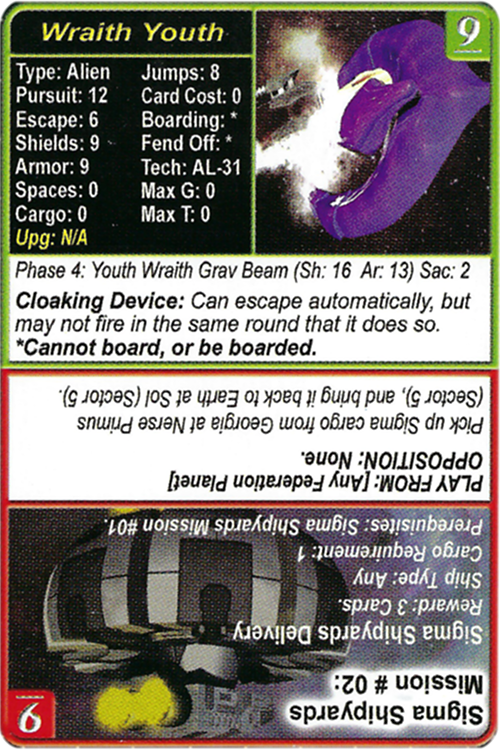 Wraith Youth
9
Type: Alien
Pursuit: 12
Escape: 6
Shields: 9
Armor: 9
Spaces: 0
Cargo: 0
Upg: N/A
Jumps: 8
Card Cost: 0
Boarding: *
Fend Off: *
Tech: AL-31
Max G: 0
Max T: 0
Phase 4: Youth Wraith Grav Beam (Sh: 16 Ar: 13) Sac: 2
Cloaking Device: Can escape automatically, but
may not fire in the same round that it does so.
*Cannot board, or be boarded.
Sigma Shipyards
Mission # 02:
9
Sigma Shipyards Delivery
Reward: 3 Cards.
Ship Type: Any
Cargo Requirement: 1
Prerequisites: Sigma Shipyards Mission #01.
PLAY FROM: [Any Federation Planet]
OPPOSITION: None.
Pick up Sigma cargo from Georgia at Nerse Primus
(Sector 5), and bring it back to Earth at Sol (Sector 5).